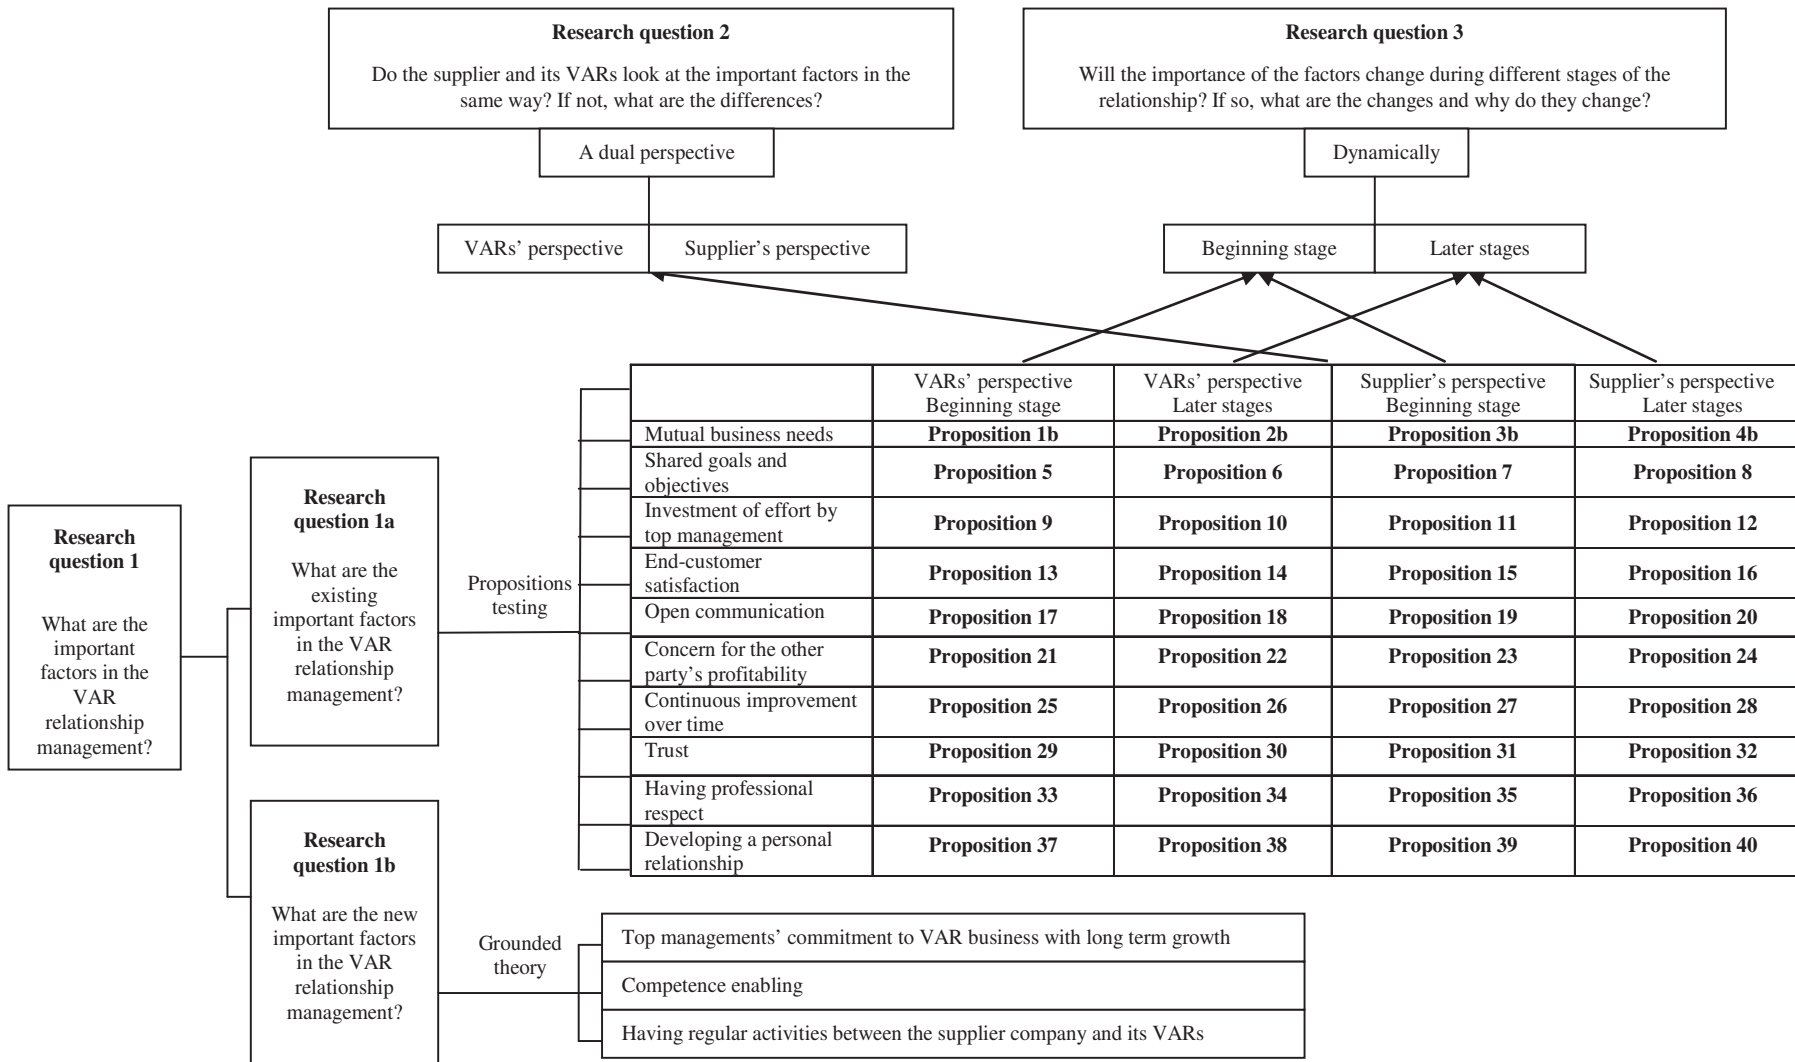 Research question 2
Do the supplier and its VARs look at the important factors in the
same way? If not, what are the differences?
A dual perspective
VARs’ perspective
Supplier’s perspective
Research question 3
Will the importance of the factors change during different stages of the
relationship? If so, what are the changes and why do they change?
Dynamically
Beginning stage
Later stages
Research
question 1
What are the
important
factors in the
VAR
relationship
management?
Research
question 1a
What are the
existing
important factors
in the VAR
relationship
management?
Propositions
testing
VARs’ perspective
Beginning stage
VARs’ perspective
Later stages
Supplier’s perspective
Beginning stage
Supplier’s perspective
Later stages
Mutual business needs
Proposition 1b
Proposition 2b
Proposition 3b
Proposition 4b
Shared goals and
objectives
Proposition 5
Proposition 6
Proposition 7
Proposition 8
Investment of effort by
top management
Proposition 9
Proposition 10
Proposition 11
Proposition 12
End-customer
satisfaction
Proposition 13
Proposition 14
Proposition 15
Proposition 16
Open communication
Proposition 17
Proposition 18
Proposition 19
Proposition 20
Concern for the other
party’s profitability
Proposition 21
Proposition 22
Proposition 23
Proposition 24
Continuous improvement
over time
Proposition 25
Proposition 26
Proposition 27
Proposition 28
Trust
Proposition 29
Proposition 30
Proposition 31
Proposition 32
Having professional
respect
Proposition 33
Proposition 34
Proposition 35
Proposition 36
Developing a personal
relationship
Proposition 37
Proposition 38
Proposition 39
Proposition 40
Research
question 1b
What are the new
important factors
in the VAR
relationship
management?
Grounded
theory
Top managements’ commitment to VAR business with long term growth
Competence enabling
Having regular activities between the supplier company and its VARs